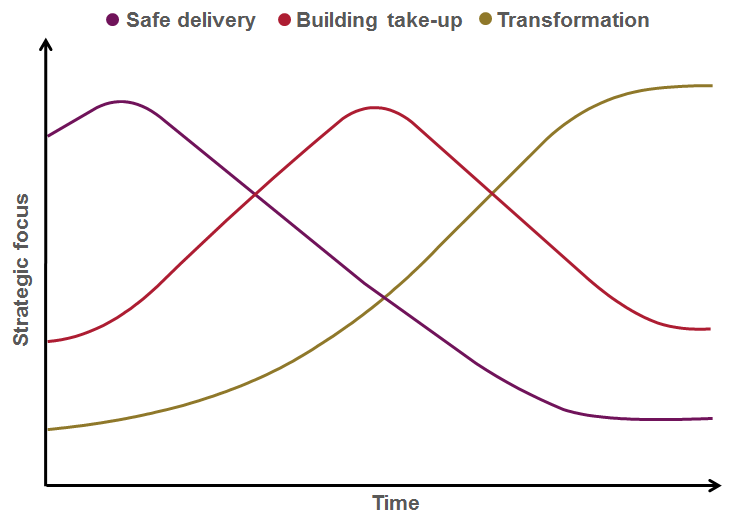 Safe delivery Building take-up Transformation
Strategic focus
Time